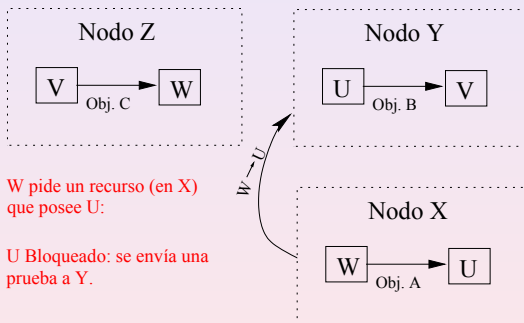 Nodo Z
V
Obj. C
W
Nodo Y
U
Obj. B
V
W → U
W pide un recurso (en X)
que posee U:
U Bloqueado: se envía una
prueba a Y.
Nodo X
W
Obj. A
U